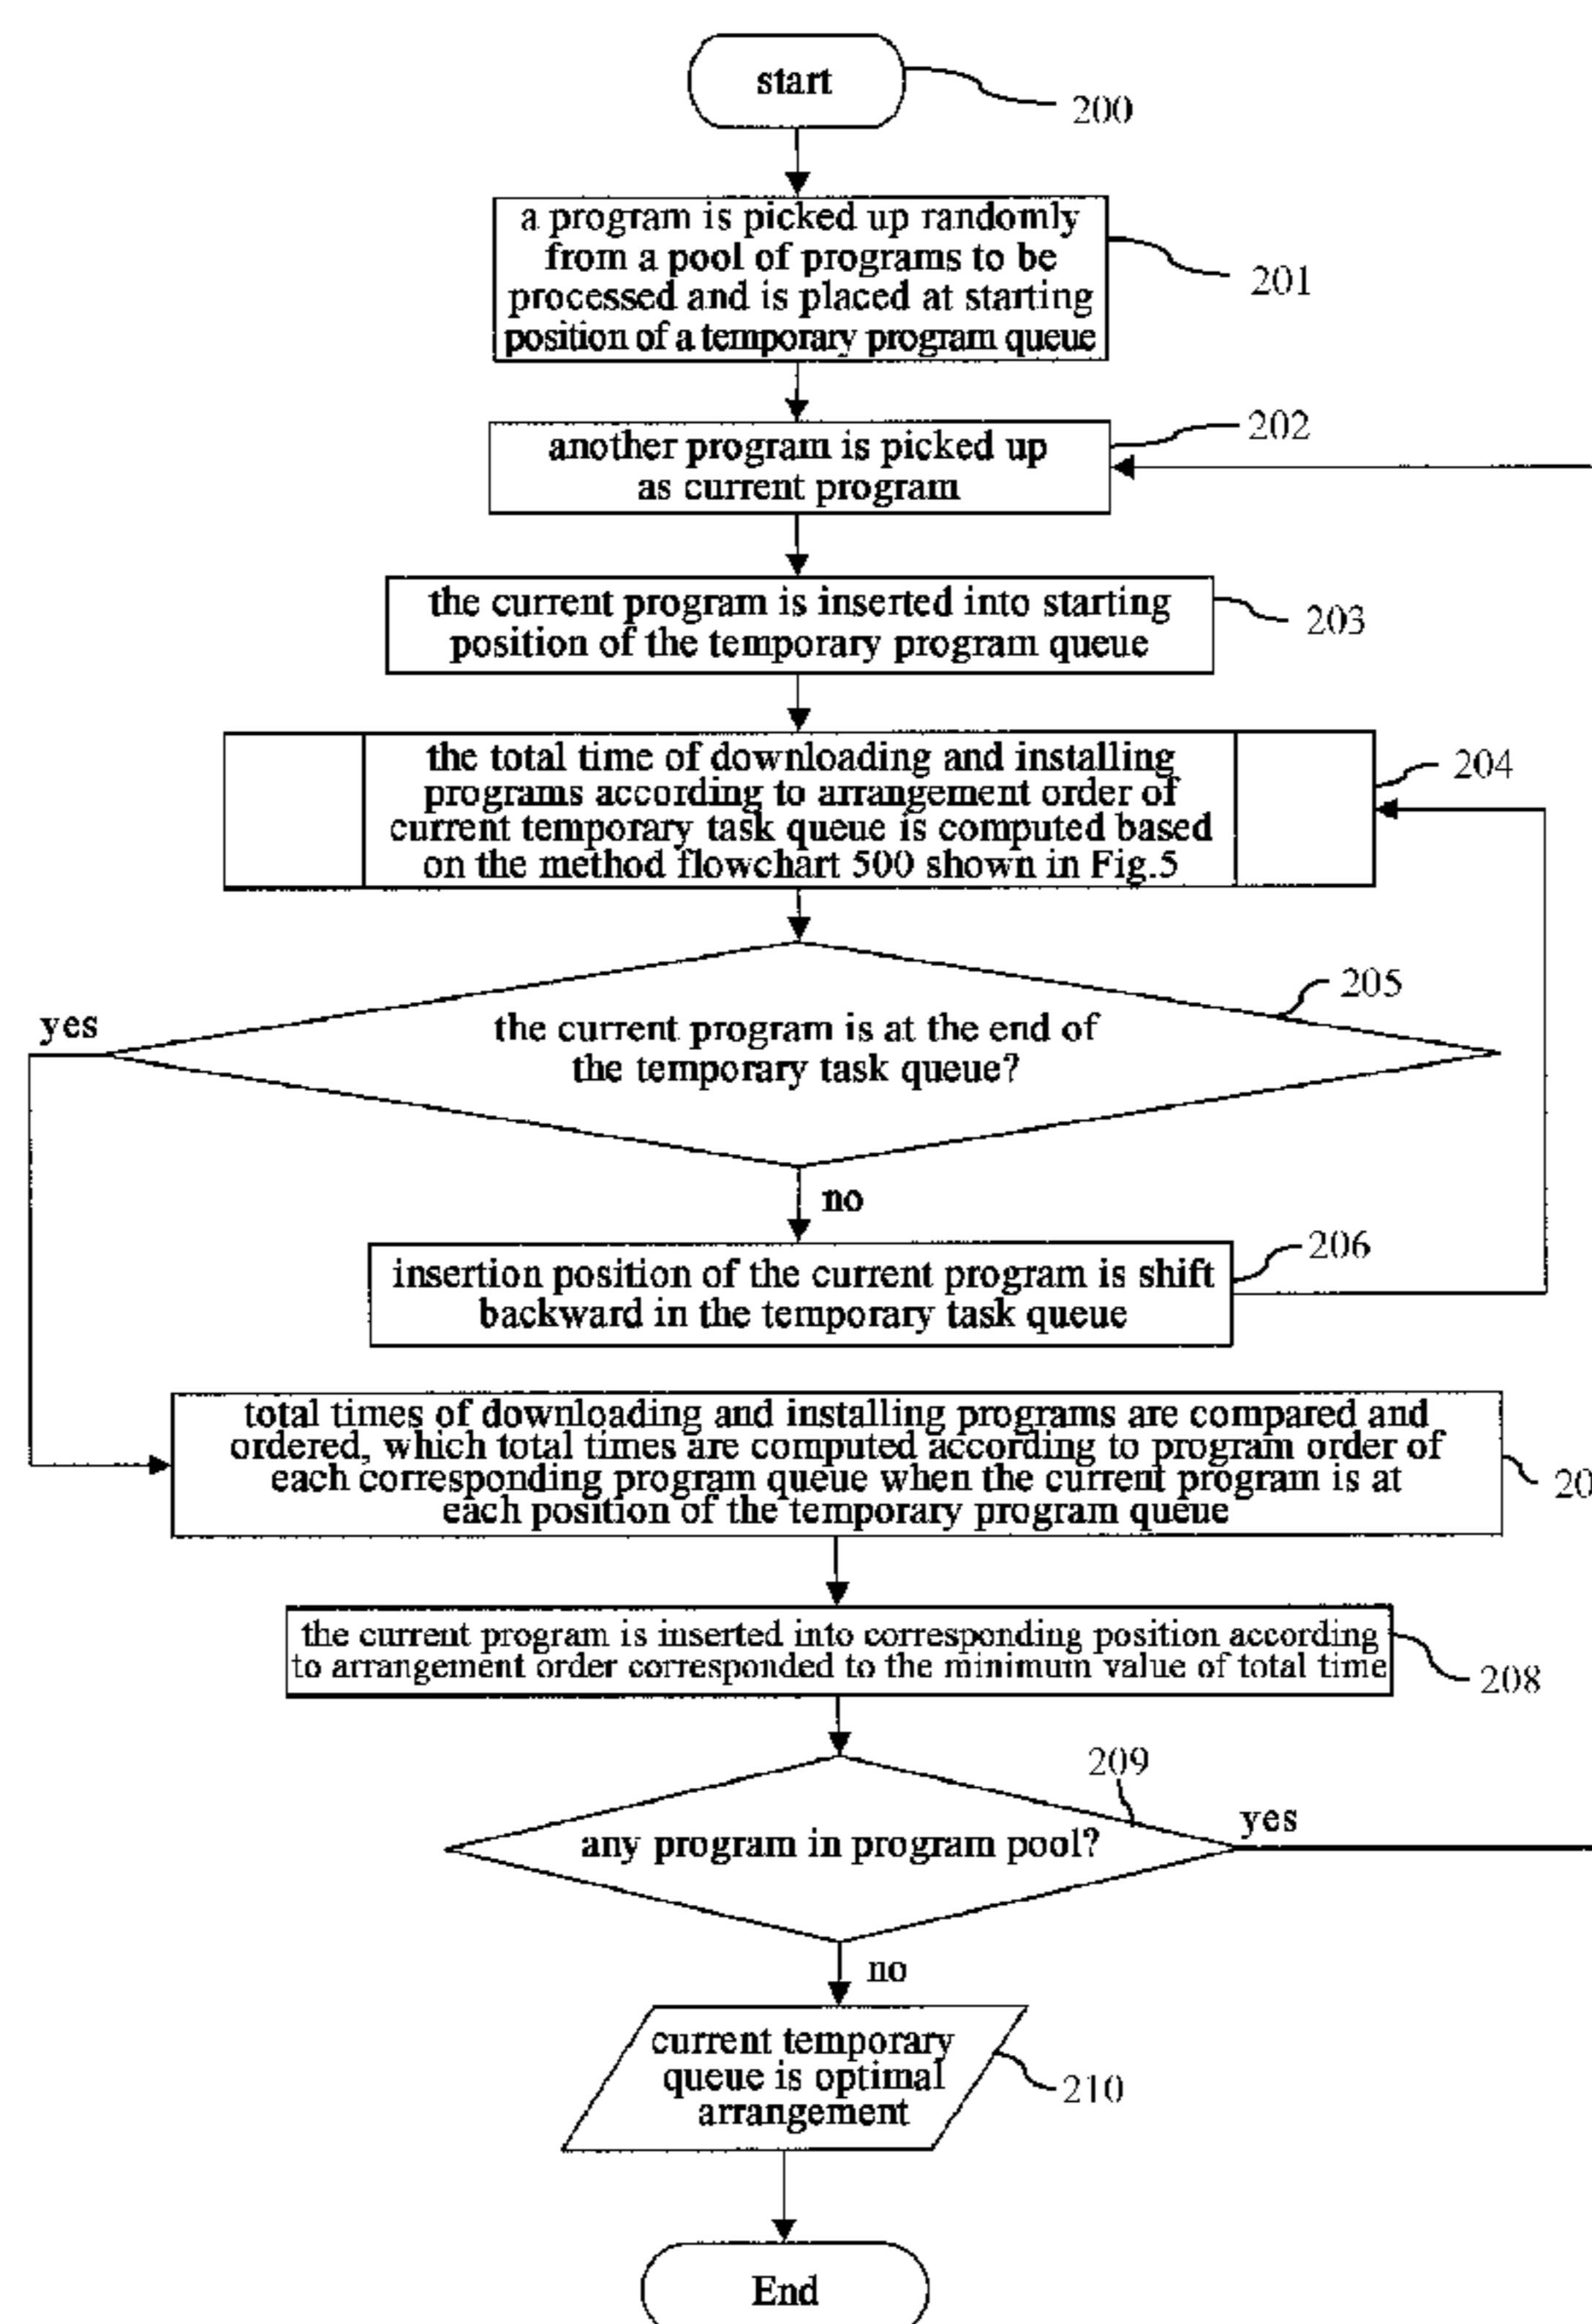 start
200
a program is picked up randomly
from a pool of programs to be
processed and is placed at starting
position of a temporary program queue
201
another program is picked up
as current program
202
the current program is inserted into starting
position of the temporary program queue
203
the total time of downloading and installing
programs according to arrangement order of
current temporary task queue is computed based
on the method flowchart 500 shown in Fig.5
204
205
yes
the current program is at the end of
the temporary task queue?
no
206
insertion position of the current program is shift
backward in the temporary task queue
total times of downloading and installing programs are compared and
ordered, which total times are computed according to program order of
each corresponding program queue when the current program is at
each position of the temporary program queue
20
the current program is inserted into corresponding position according
to arrangement order corresponded to the minimum value of total time
208
209
yes
any program in program pool?
no
current temporary
queue is optimal
arrangement
210
End